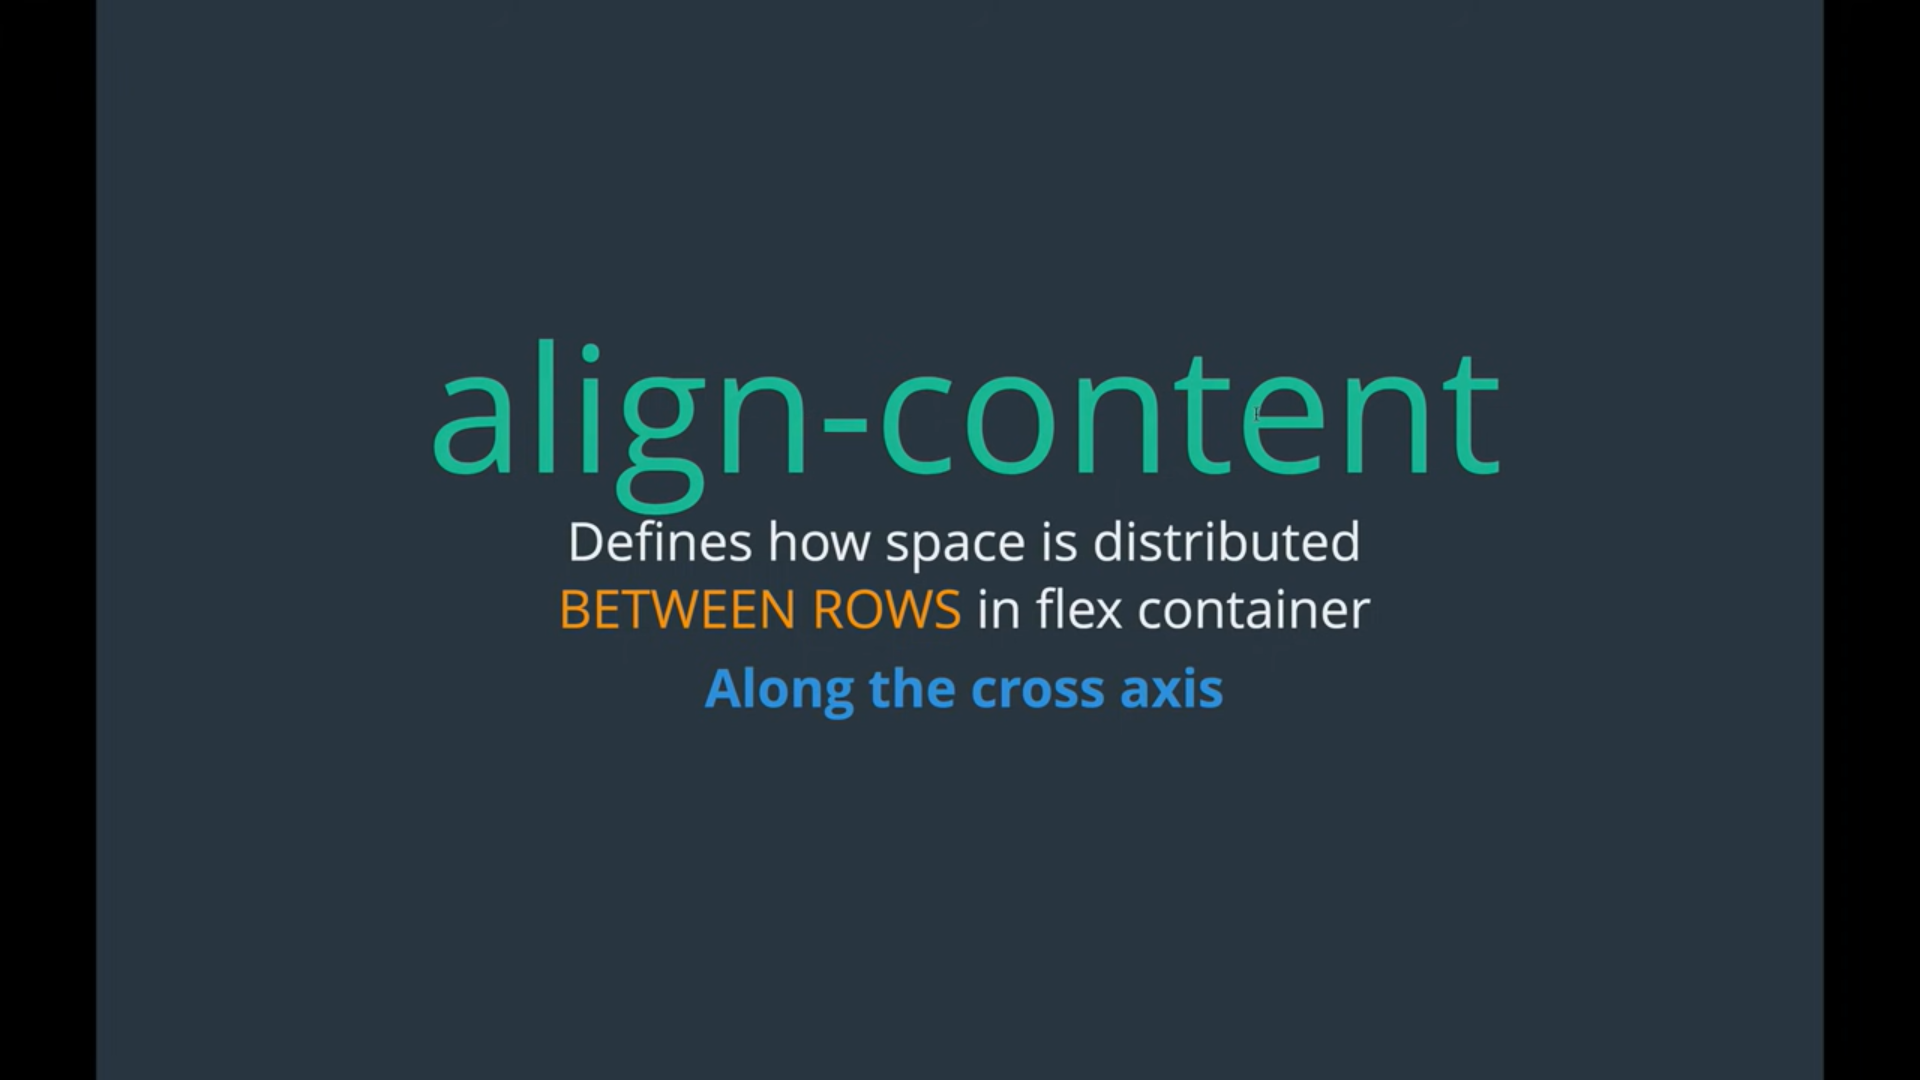 align-content
Defines how space is distributed
BETWEEN ROWS in flex container
Along the cross axis